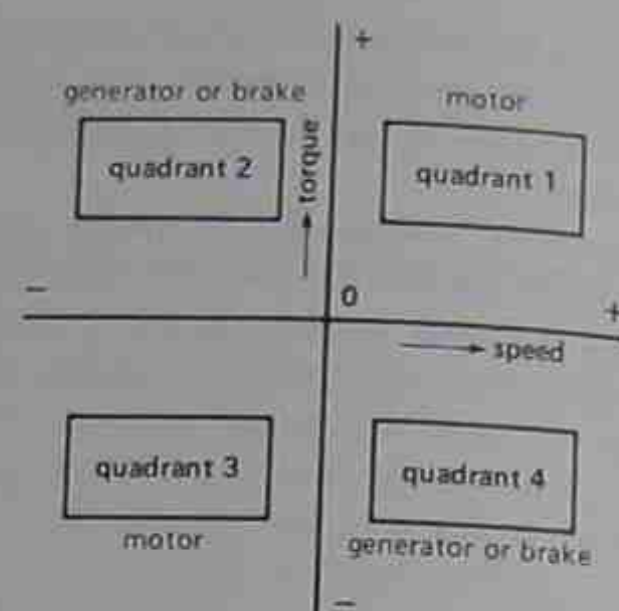 +
generator or brake
motor
quadrant 2
torque
quadrant 1
−
0
+
speed
quadrant 3
quadrant 4
motor
generator or brake
−